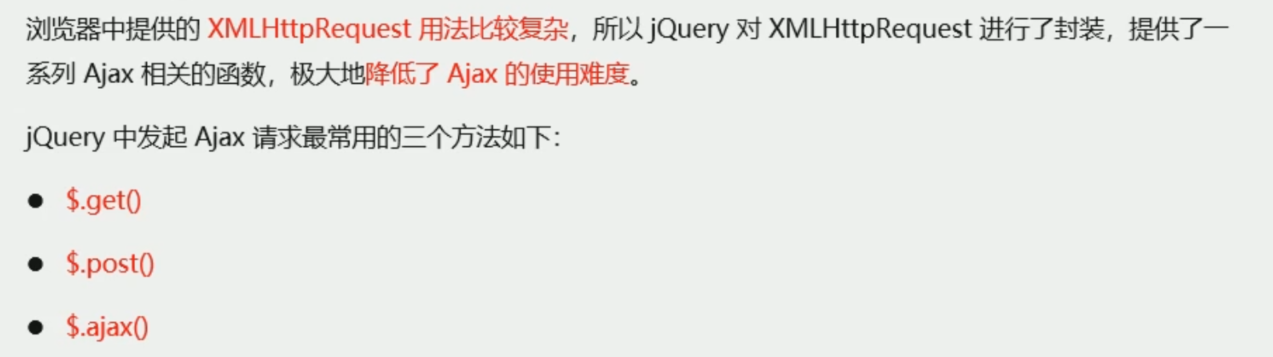 浏览器中提供的 XMLHttpRequest 用法比较复杂，所以 jQuery 对 XMLHttpRequest 进行了封装，提供了一
系列 Ajax 相关的函数，极大地降低了 Ajax 的使用难度。
jQuery 中发起 Ajax 请求最常用的三个方法如下：
● $.get()
● $.post()
● $.ajax()